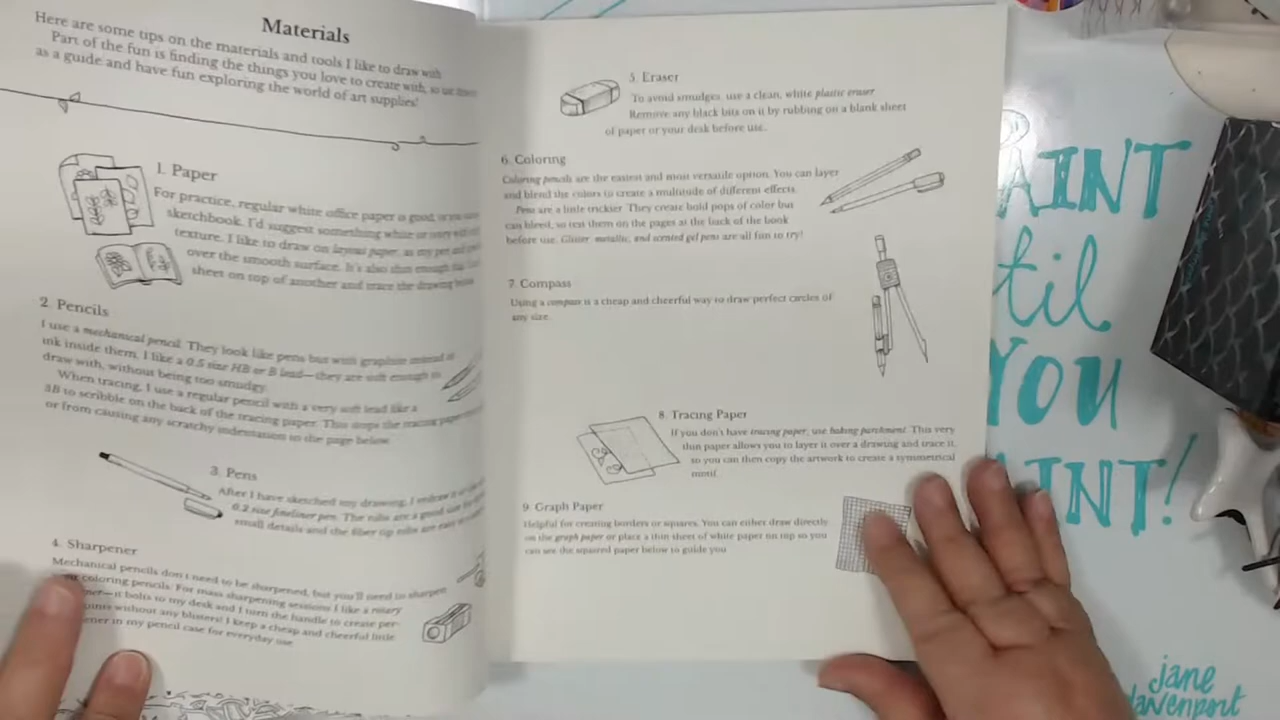 Materials
Here are some tips on the materials and tools I like to draw with.
Part of the fun is finding the things you love to create with, so use
as a guide and have fun exploring the world of art supplies!
1. Paper
For practice, regular white office paper is good, or
sketchbook. I'd suggest something white or ivory with
texture. I like to draw on layout paper, as my pen
over the smooth surface. It's also thin enough
sheet on top of another and trace the drawing
2. Pencils
I use a mechanical pencil. They look like pens but with graphite instead of
ink inside them. I like a 0.5 size HB or B lead—they are soft enough to
draw with, without being too smudgy.
When tracing, I use a regular pencil with a very soft lead like a
3B to scribble on the back of the tracing paper. This stops the tracing
or from causing any scratchy indentation to the page below.
3. Pens
After I have sketched my drawing, I redraw it
0.2 size fineliner pen. The nibs are a good size
small details and the fiber tip nibs are
4. Sharpener
Mechanical pencils don't need to be sharpened, but you'll need to sharpen
coloring pencils. For mass sharpening sessions I like a rotary
it bolts to my desk and I turn the handle to create per-
without any blisters! I keep a cheap and cheerful little
in my pencil case for everyday use.
5. Eraser
To avoid smudges, use a clean, white plastic eraser.
Remove any black bits on it by rubbing on a blank sheet
of paper or your desk before use.
6. Coloring
Coloring pencils are the easiest and most versatile option. You can layer
and blend the colors to create a multitude of different effects.
Pens are a little trickier. They create bold pops of color but
can bleed, so test them on the pages at the back of the book
before use. Glitter, metallic, and scented gel pens are all fun to try!
7. Compass
Using a compass is a cheap and cheerful way to draw perfect circles of
any size.
8. Tracing Paper
If you don't have tracing paper, use baking parchment. This very
thin paper allows you to layer it over a drawing and trace it,
so you can then copy the artwork to create a symmetrical
motif.
9. Graph Paper
Helpful for creating borders or squares. You can either draw directly
on the graph paper or place a thin sheet of white paper on top so you
can see the squared paper below to guide you.
PAINT
til
YOU
AINT!
jane
davenport